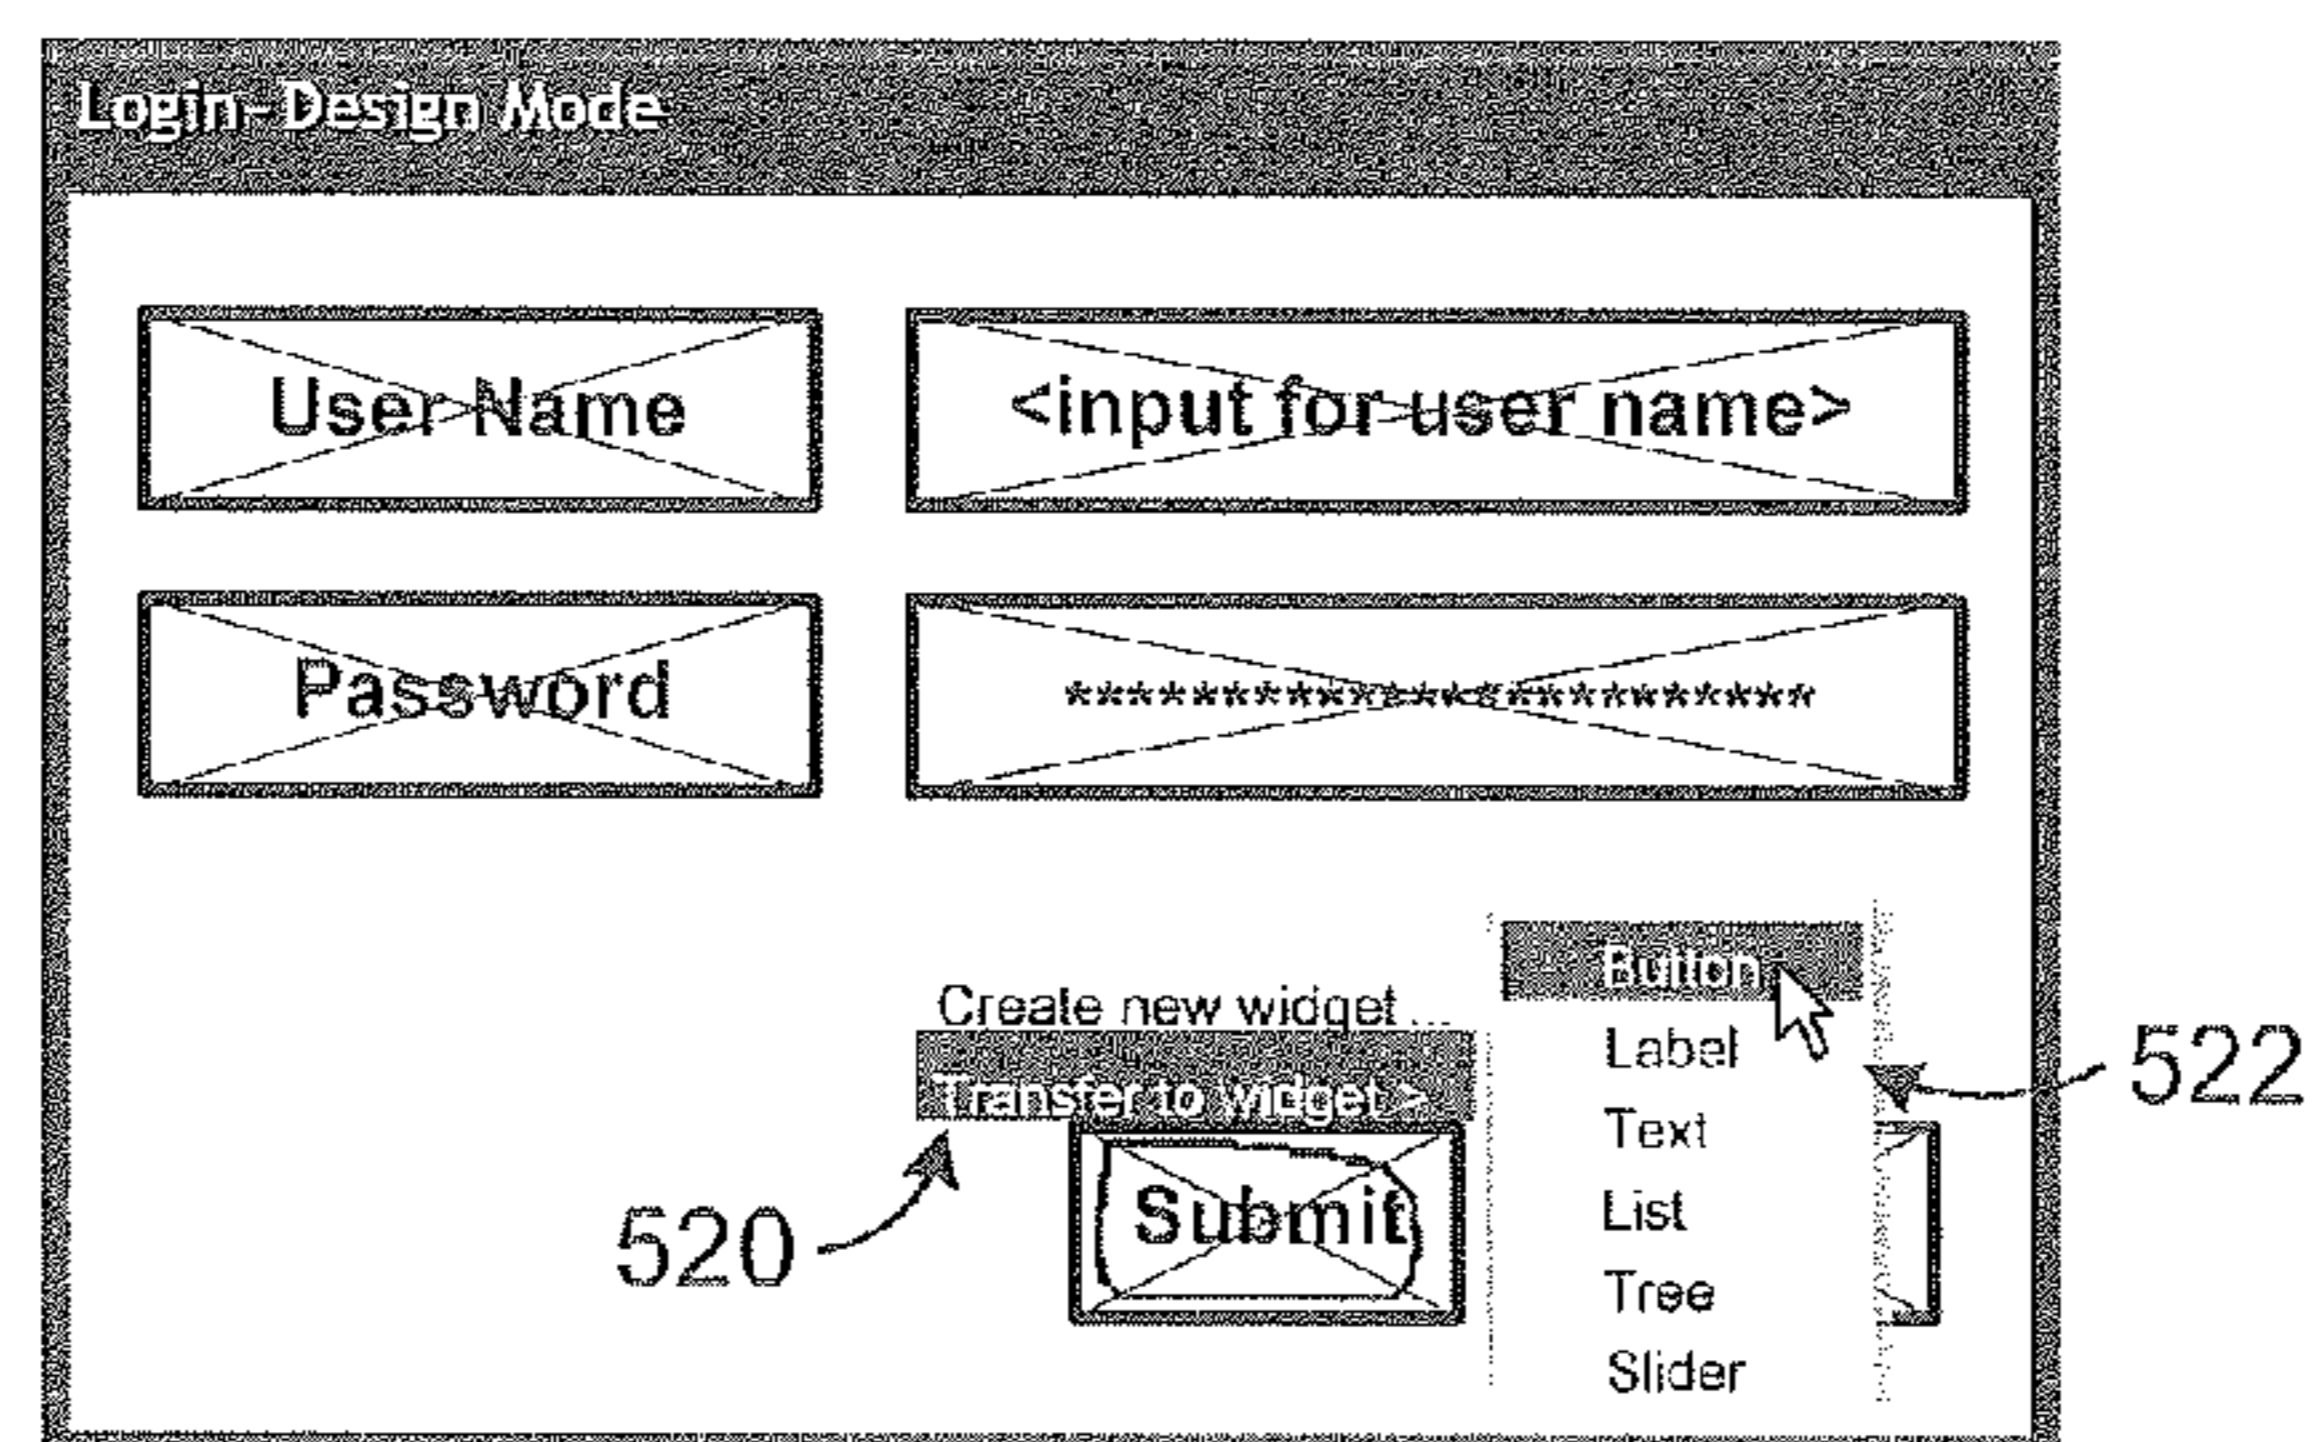 Login-Design Mode
User Name
<input for user name>
Password
************************
Create new widget ...
Transfer to widget >
Button
Label
Text
List
Tree
Slider
Submit
520
522